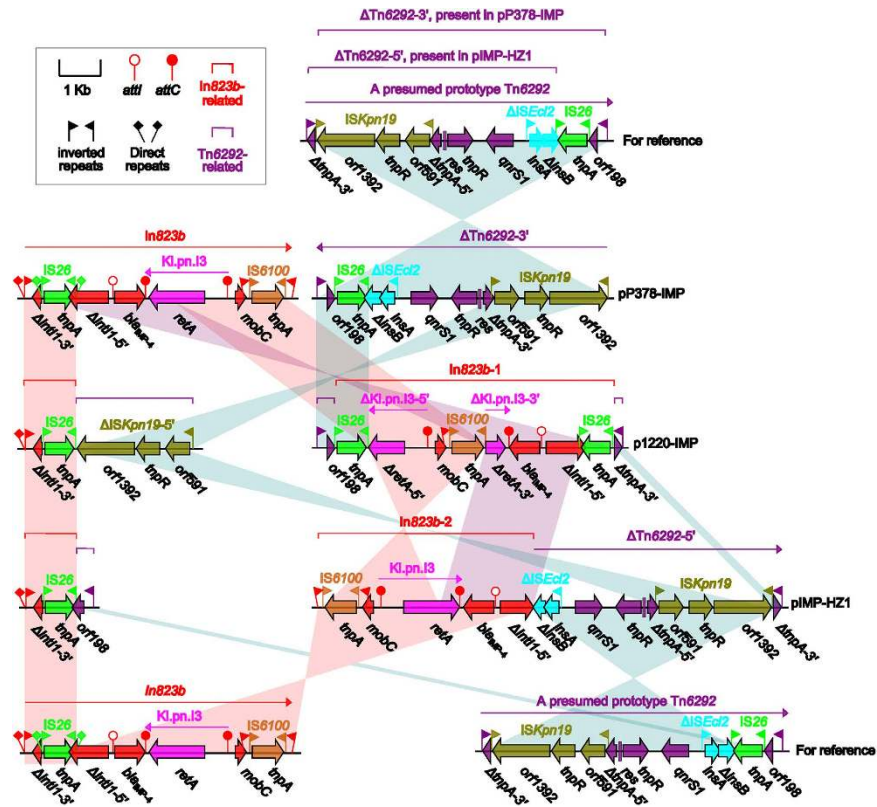 ΔTn6292-3', present in pP378-IMP
ΔTn6292-5', present in pIMP-HZ1
A presumed prototype Tn6292
1 Kb
attI
attC
In823b-
related
inverted
repeats
Direct
repeats
Tn6292-
related
ISKpn19
ΔISEcl2
IS26
For reference
ΔtnpA-3'
orf1392
tnpR
orf591
ΔtnpA-5'
res
tnpR
qnrS1
insA
ΔinsB
tnpA
orf198
In823b
ΔTn6292-3'
IS26
Kl.pn.I3
IS6100
IS26
ΔISEcl2
ISKpn19
pP378-IMP
ΔintI1-3'
tnpA
ΔintI1-5'
blaIMP-4
retA
mobC
tnpA
orf198
tnpA
ΔinsB
insA
qnrS1
tnpR
res
ΔtnpA-3'
orf591
tnpR
orf1392
In823b-1
IS26
ΔISKpn19-5'
IS26
ΔKl.pn.I3-5'
IS6100
ΔKl.pn.I3-3'
IS26
p1220-IMP
ΔintI1-3'
tnpA
orf1392
tnpR
orf591
orf198
tnpA
ΔretA-5'
mobC
tnpA
ΔretA-3'
blaIMP-4
ΔintI1-5'
tnpA
ΔtnpA-3'
In823b-2
ΔTn6292-5'
IS26
IS6100
Kl.pn.I3
ΔISEcl2
ISKpn19
pIMP-HZ1
ΔintI1-3'
tnpA
orf198
tnpA
mobC
retA
blaIMP-4
ΔintI1-5'
ΔinsB
insA
qnrS1
tnpR
res
ΔtnpA-5'
orf591
tnpR
orf1392
ΔtnpA-3'
In823b
A presumed prototype Tn6292
IS26
Kl.pn.I3
IS6100
ISKpn19
ΔISEcl2
IS26
For reference
ΔintI1-3'
tnpA
ΔintI1-5'
blaIMP-4
retA
mobC
tnpA
ΔtnpA-3'
orf1392
tnpR
orf591
ΔtnpA-5'
res
tnpR
qnrS1
insA
ΔinsB
tnpA
orf198